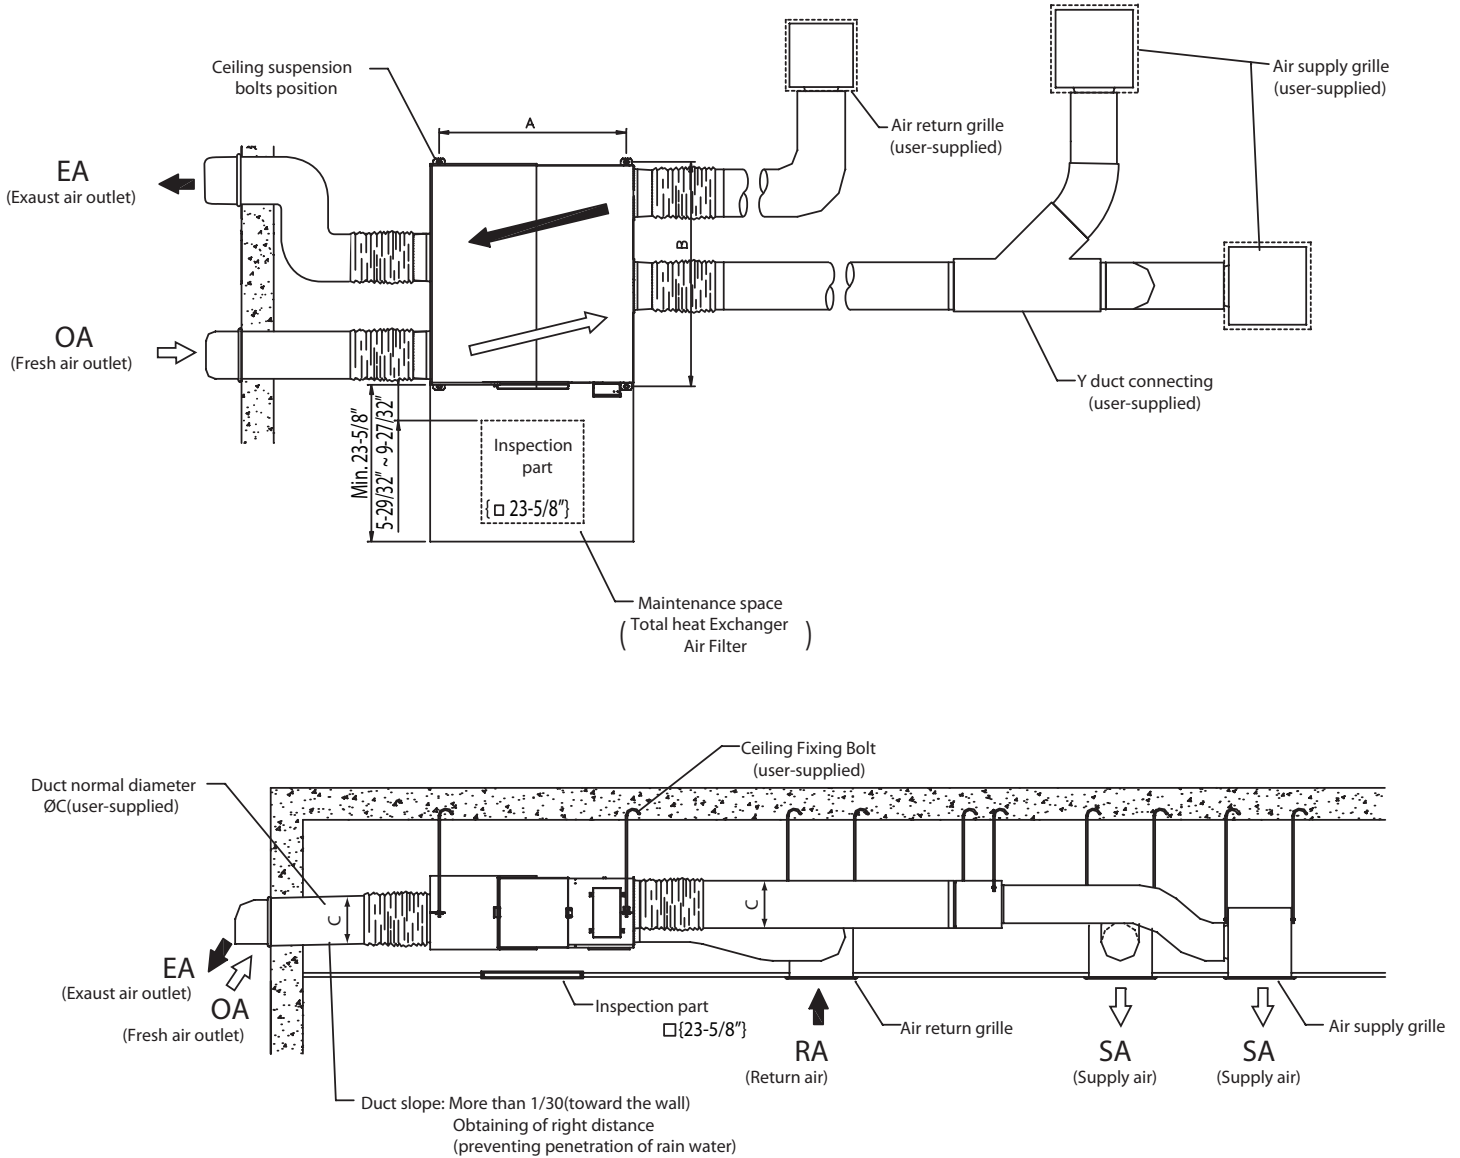 Ceiling suspension
bolts position
A
Air return grille
(user-supplied)
Air supply grille
(user-supplied)
EA
(Exaust air outlet)
B
OA
(Fresh air outlet)
Y duct connecting
(user-supplied)
Min. 23-5/8"
5-29/32" ~ 9-27/32"
Inspection
part
{□ 23-5/8"}
Maintenance space
(Total heat Exchanger
Air Filter)
Ceiling Fixing Bolt
(user-supplied)
Duct normal diameter
ØC(user-supplied)
C
C
EA
(Exaust air outlet)
OA
(Fresh air outlet)
Inspection part
□{23-5/8"}
Air return grille
RA
(Return air)
SA
(Supply air)
SA
(Supply air)
Air supply grille
Duct slope: More than 1/30(toward the wall)
Obtaining of right distance
(preventing penetration of rain water)